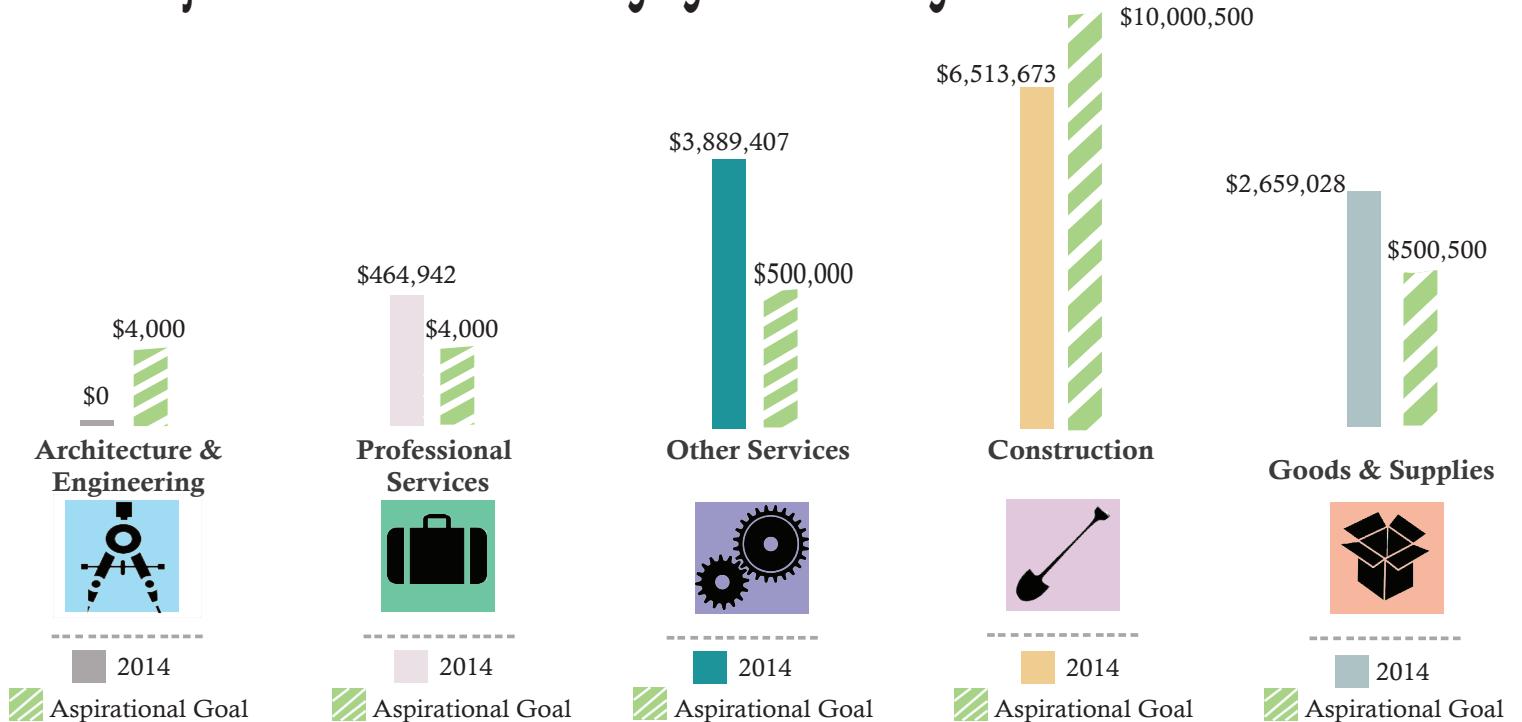 $10,000,500
$6,513,673
$3,889,407
$2,659,028
$500,500
$464,942
$500,000
$4,000
$4,000
$0
Architecture &
Engineering
Professional
Services
Other Services
Construction
Goods & Supplies
2014
Aspirational Goal
2014
Aspirational Goal
2014
Aspirational Goal
2014
Aspirational Goal
2014
Aspirational Goal